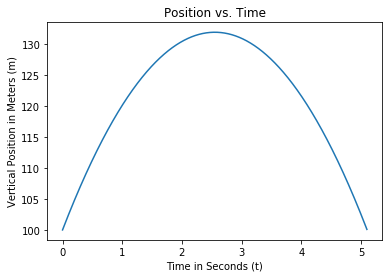 Position vs. Time
Vertical Position in Meters (m)
130
125
120
115
110
105
100
0 1 2 3 4 5
Time in Seconds (t)